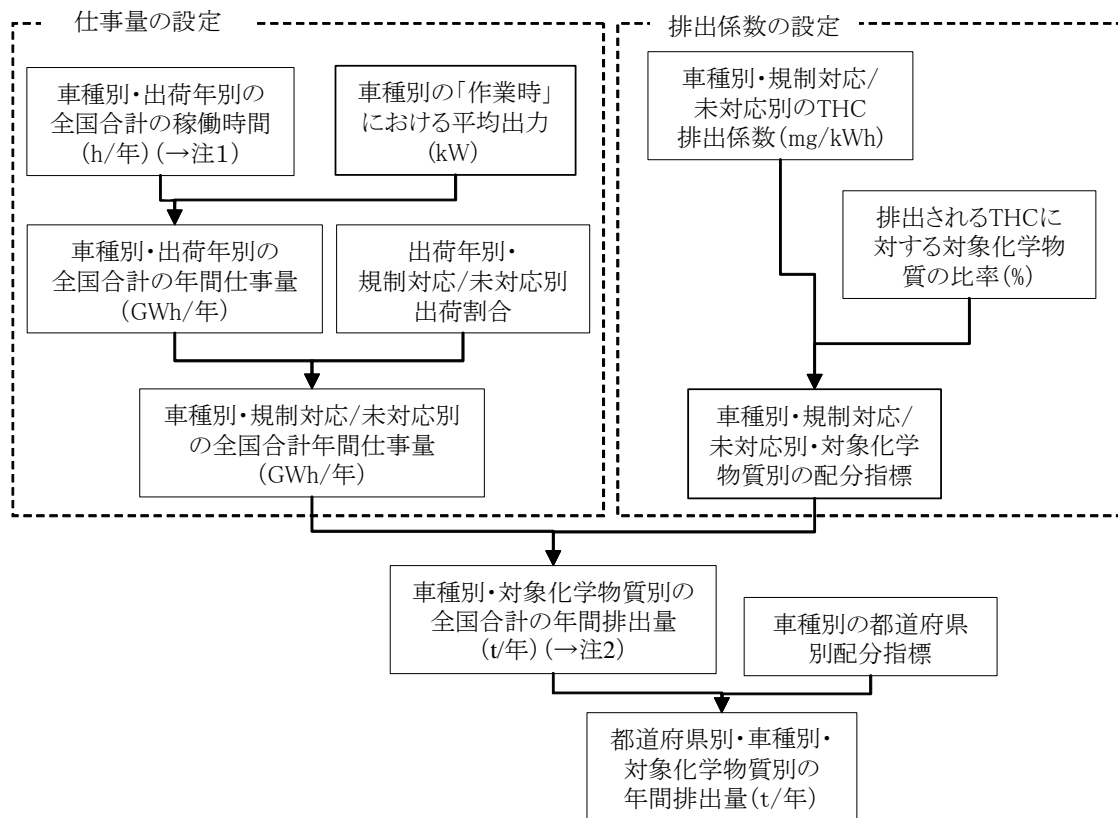 仕事量の設定
車種別・出荷年別の
全国合計の稼働時間
(h/年)(→注1)
車種別の「作業時」
における平均出力
(kW)
車種別・出荷年別の
全国合計の年間仕事量
(GWh/年)
出荷年別・
規制対応/未対応別
出荷割合
車種別・規制対応/未対応別
の全国合計年間仕事量
(GWh/年)
排出係数の設定
車種別・規制対応/
未対応別のTHC
排出係数(mg/kWh)
排出されるTHCに
対する対象化学物
質の比率(%)
車種別・規制対応/
未対応別・対象化学
物質別の配分指標
車種別・対象化学物質別の
全国合計の年間排出量
(t/年)(→注2)
車種別の都道府県
別配分指標
都道府県別・車種別・
対象化学物質別の
年間排出量(t/年)